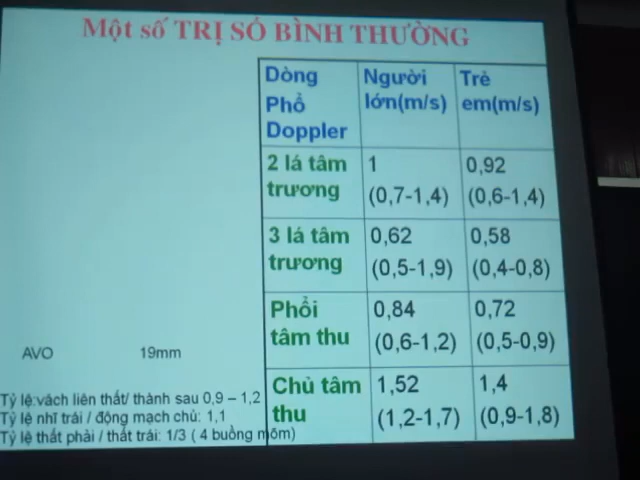 Một số TRỊ SỐ BÌNH THƯỜNG
Dòng Phổ Doppler
Người lớn(m/s)
Trẻ em(m/s)
2 lá tâm trương
1
(0,7-1,4)
0,92
(0,6-1,4)
3 lá tâm trương
0,62
(0,5-1,9)
0,58
(0,4-0,8)
Phổi tâm thu
0,84
(0,6-1,2)
0,72
(0,5-0,9)
Chủ tâm thu
1,52
(1,2-1,7)
1,4
(0,9-1,8)
AVO 19mm
Tỷ lệ:vách liên thất/ thành sau 0,9 – 1,2
Tỷ lệ nhĩ trái / động mạch chủ: 1,1
Tỷ lệ thất phải / thất trái: 1/3 ( 4 buồng mỏm)